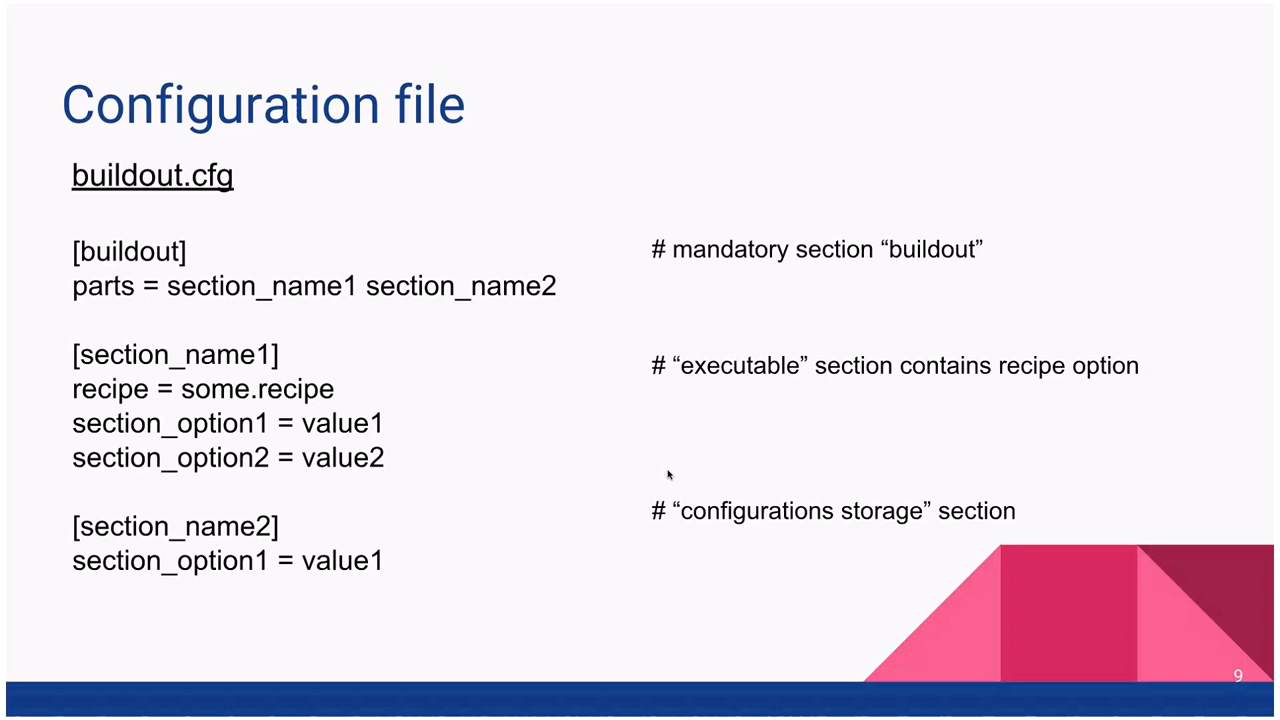 Configuration file
buildout.cfg
[buildout]
# mandatory section “buildout”
parts = section_name1 section_name2
[section_name1]
# “executable” section contains recipe option
recipe = some.recipe
section_option1 = value1
section_option2 = value2
[section_name2]
# “configurations storage” section
section_option1 = value1
9